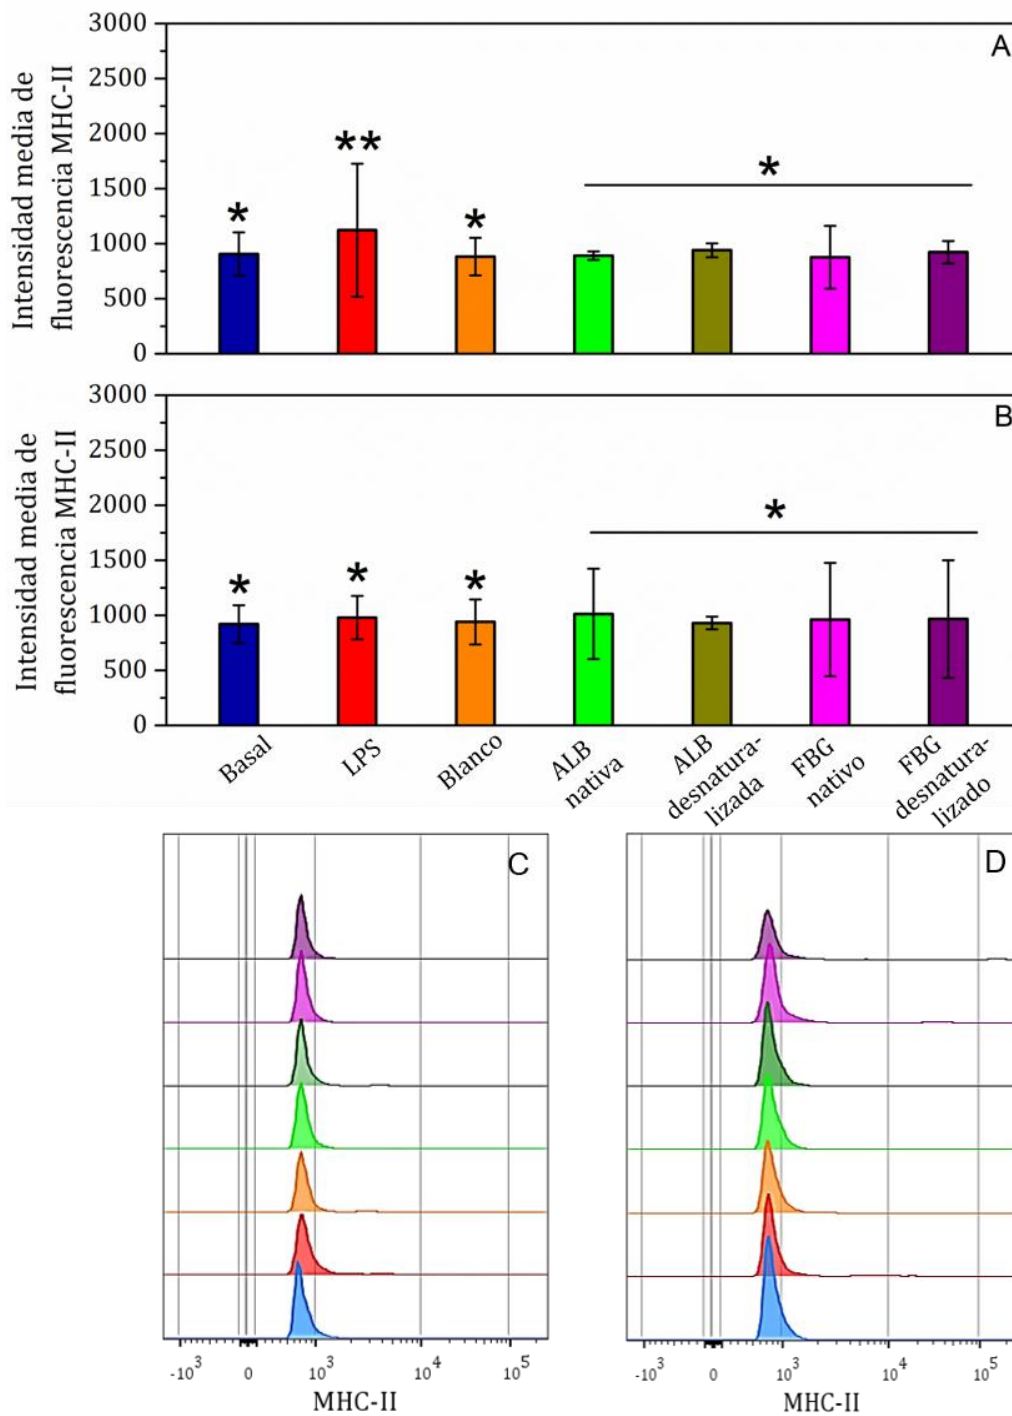 A
Intensidad media de
fluorescencia MHC-II
3000
2500
2000
1500
1000
500
0
*
**
*
*
B
Intensidad media de
fluorescencia MHC-II
3000
2500
2000
1500
1000
500
0
*
*
*
*
Basal
LPS
Blanco
ALB
nativa
ALB
desnatura-
lizada
FBG
nativo
FBG
desnatura-
lizado
C
-10³ 0 10³ 10⁴ 10⁵
MHC-II
D
-10³ 0 10³ 10⁴ 10⁵
MHC-II